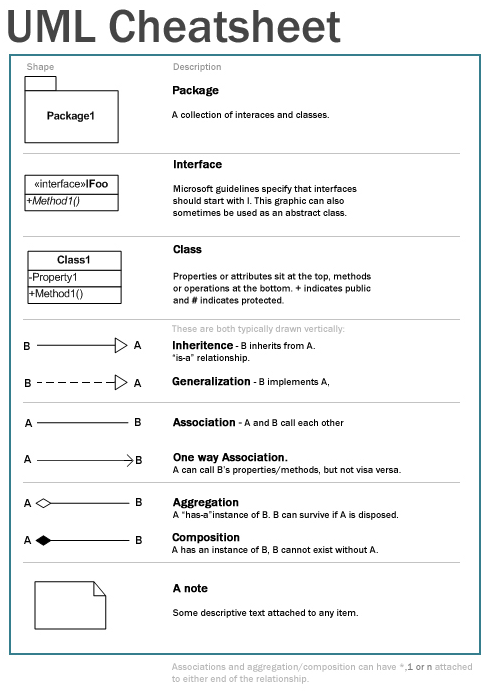 UML Cheatsheet
Shape Description
Package
Package1
A collection of interaces and classes.
Interface
«interface»IFoo
+Method1()
Microsoft guidelines specify that interfaces
should start with I. This graphic can also
sometimes be used as an abstract class.
Class
Class1
-Property1
+Method1()
Properties or attributes sit at the top, methods
or operations at the bottom. + indicates public
and # indicates protected.
These are both typically drawn vertically:
B A Inheritence - B inherits from A.
“is-a” relationship.
B A Generalization - B implements A,
A B Association - A and B call each other
A B One way Association.
A can call B's properties/methods, but not visa versa.
A B Aggregation
A “has-a”instance of B. B can survive if A is disposed.
A B Composition
A has an instance of B, B cannot exist without A.
A note
Some descriptive text attached to any item.
Associations and aggregation/composition can have *,1 or n attached
to either end of the relationship.